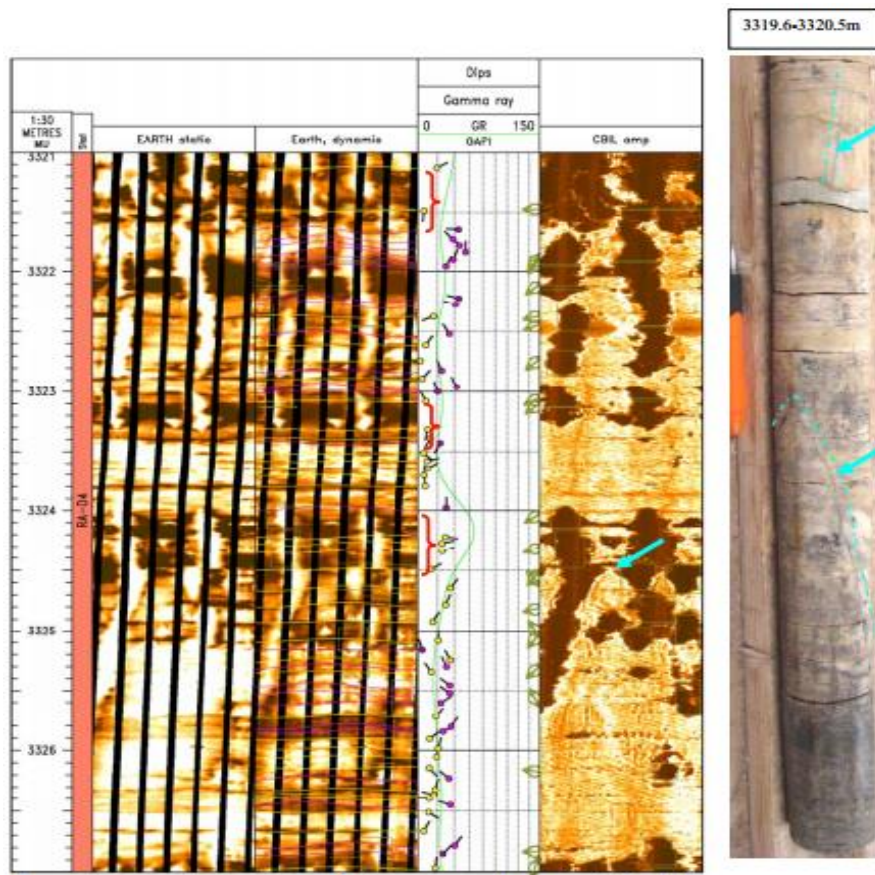 3319.6-3320.5m
Dips
Gamma ray
1:30
METRES
MU
EARTH static
Earth, dynamic
0 GR 150
GAPI
CBIL amp
3321
3322
3323
3324
3325
3326
RA-04